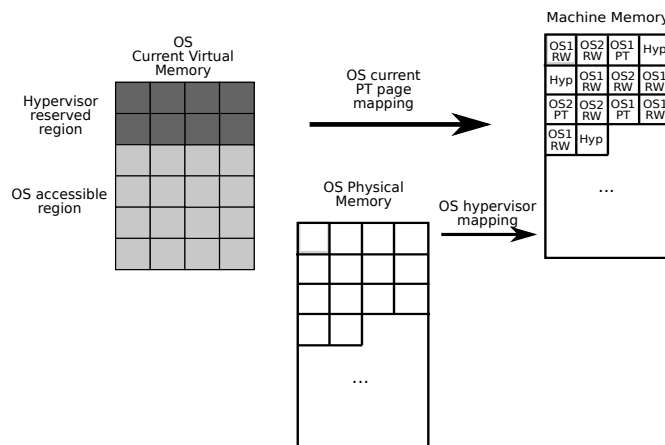 OS
Current Virtual
Memory
Hypervisor
reserved
region
OS accessible
region
OS current
PT page
mapping
OS Physical
Memory
...
OS hypervisor
mapping
Machine Memory
OS1 RW
OS2 RW
OS1 PT
Hyp
Hyp
OS1 RW
OS2 RW
OS1 RW
OS2 PT
OS2 RW
OS1 PT
OS1 RW
OS1 RW
Hyp
...